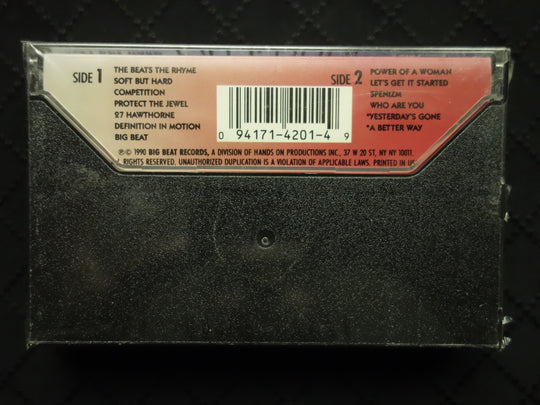 SIDE 1
THE BEATS THE RHYME
SOFT BUT HARD
COMPETITION
PROTECT THE JEWEL
27 HAWTHORNE
DEFINITION IN MOTION
BIG BEAT
SIDE 2
POWER OF A WOMAN
LET'S GET IT STARTED
SPENIZM
WHO ARE YOU
*YESTERDAY'S GONE
*A BETTER WAY
0 94171-4201-4 9
℗© 1990 BIG BEAT RECORDS, A DIVISION OF HANDS ON PRODUCTIONS INC., 37 W 20 ST, NY NY 10011.
RIGHTS RESERVED. UNAUTHORIZED DUPLICATION IS A VIOLATION OF APPLICABLE LAWS. PRINTED IN US